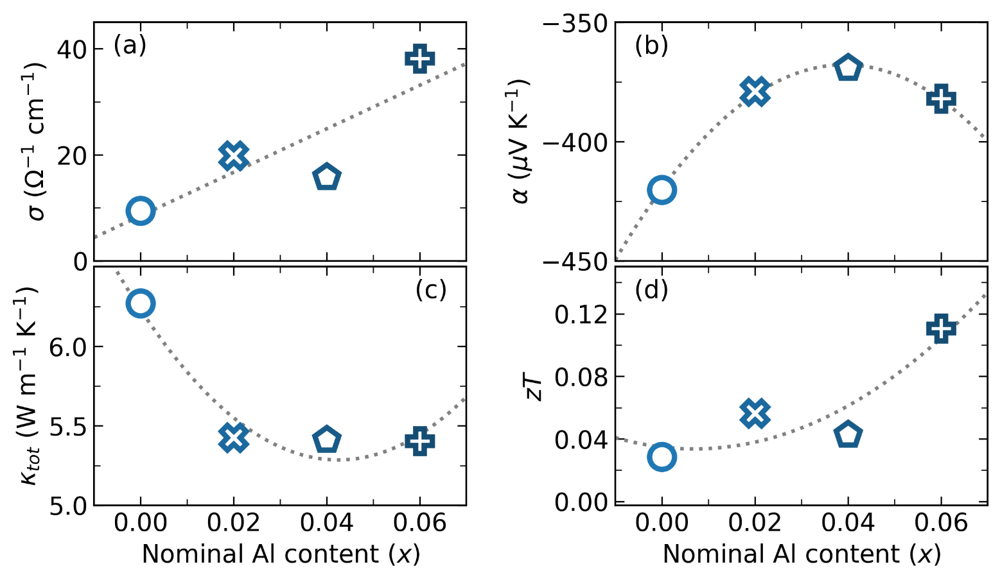 (a)
σ (Ω⁻¹ cm⁻¹)
40
20
0
(b)
α (μV K⁻¹)
−350
−400
−450
(c)
κ_tot (W m⁻¹ K⁻¹)
6.0
5.5
5.0
0.00 0.02 0.04 0.06
Nominal Al content (x)
(d)
zT
0.12
0.08
0.04
0.00
0.00 0.02 0.04 0.06
Nominal Al content (x)